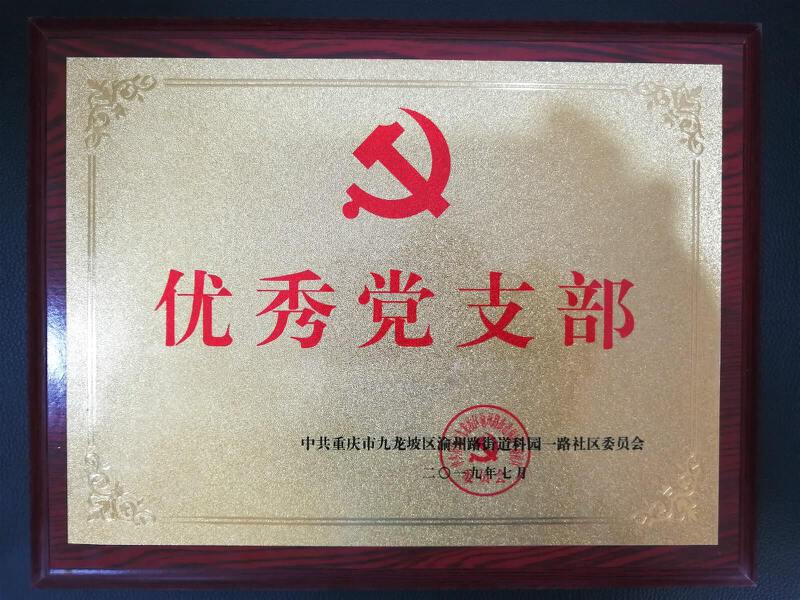 优秀党支部
中共重庆市九龙坡区渝州路街道科园一路社区委员会
二〇一九年七月